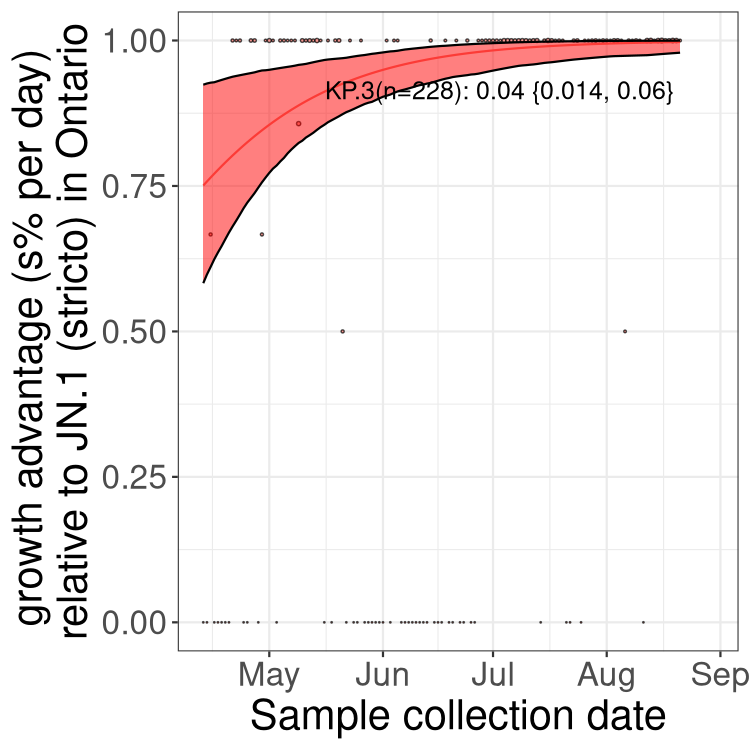 growth advantage (s% per day)
relative to JN.1 (stricto) in Ontario
1.00
0.75
0.50
0.25
0.00
KP.3(n=228): 0.04 {0.014, 0.06}
May Jun Jul Aug Sep
Sample collection date